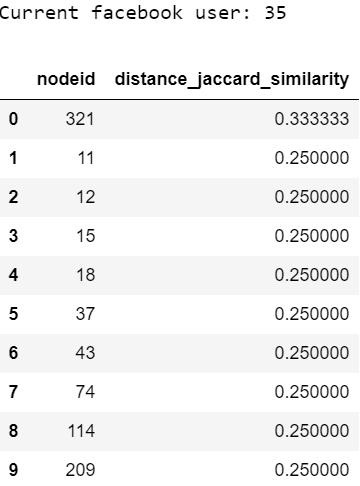 Current facebook user: 35
nodeid distance_jaccard_similarity
0 321 0.333333
1 11 0.250000
2 12 0.250000
3 15 0.250000
4 18 0.250000
5 37 0.250000
6 43 0.250000
7 74 0.250000
8 114 0.250000
9 209 0.250000